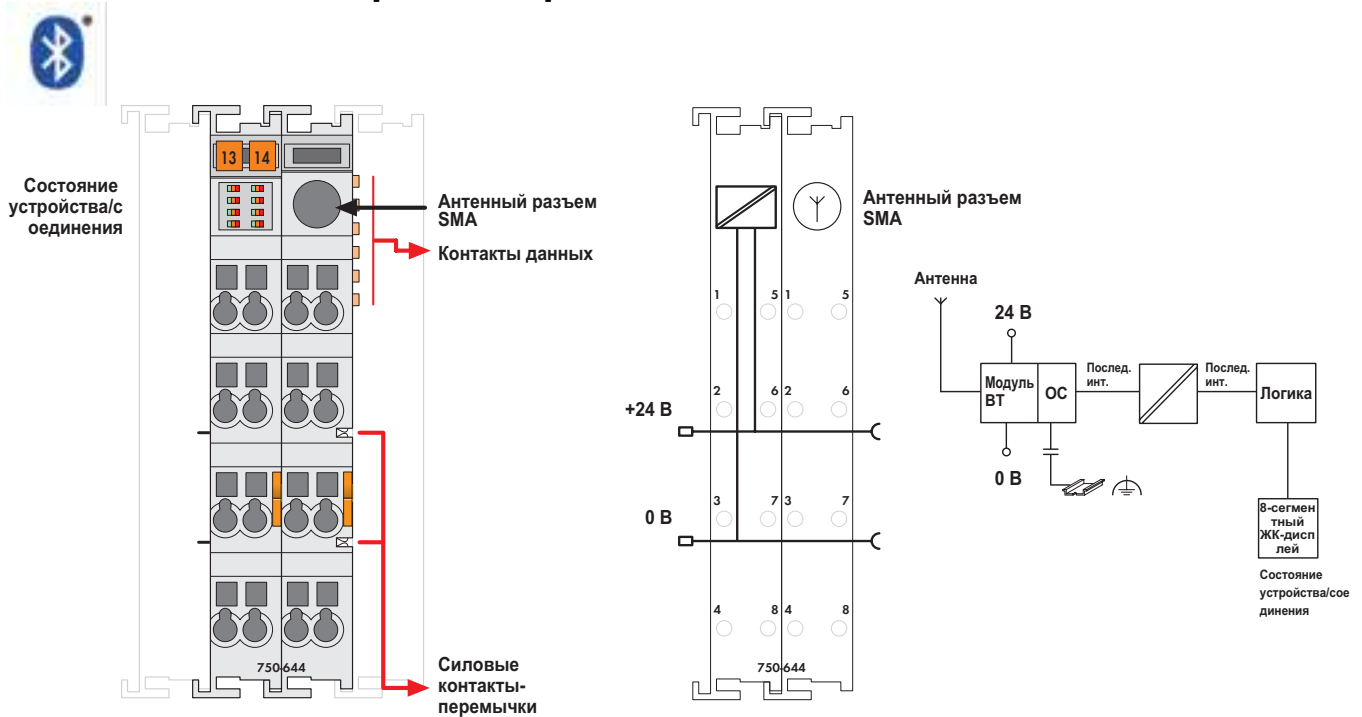 13 14
Состояние
устройства/с
оединения
Антенный разъем
SMA
Контакты данных
750-644
Силовые
контакты-
перемычки
Антенный разъем
SMA
1 5 1 5
2 6 2 6
+24 В
3 7 3 7
0 В
4 8 4 8
750-644
Антенна
24 В
Модуль
ВТ
ОС
Послед.
инт.
Послед.
инт.
Логика
0 В
8-сегмен
тный
ЖК-дисп
лей
Состояние
устройства/сое
динения